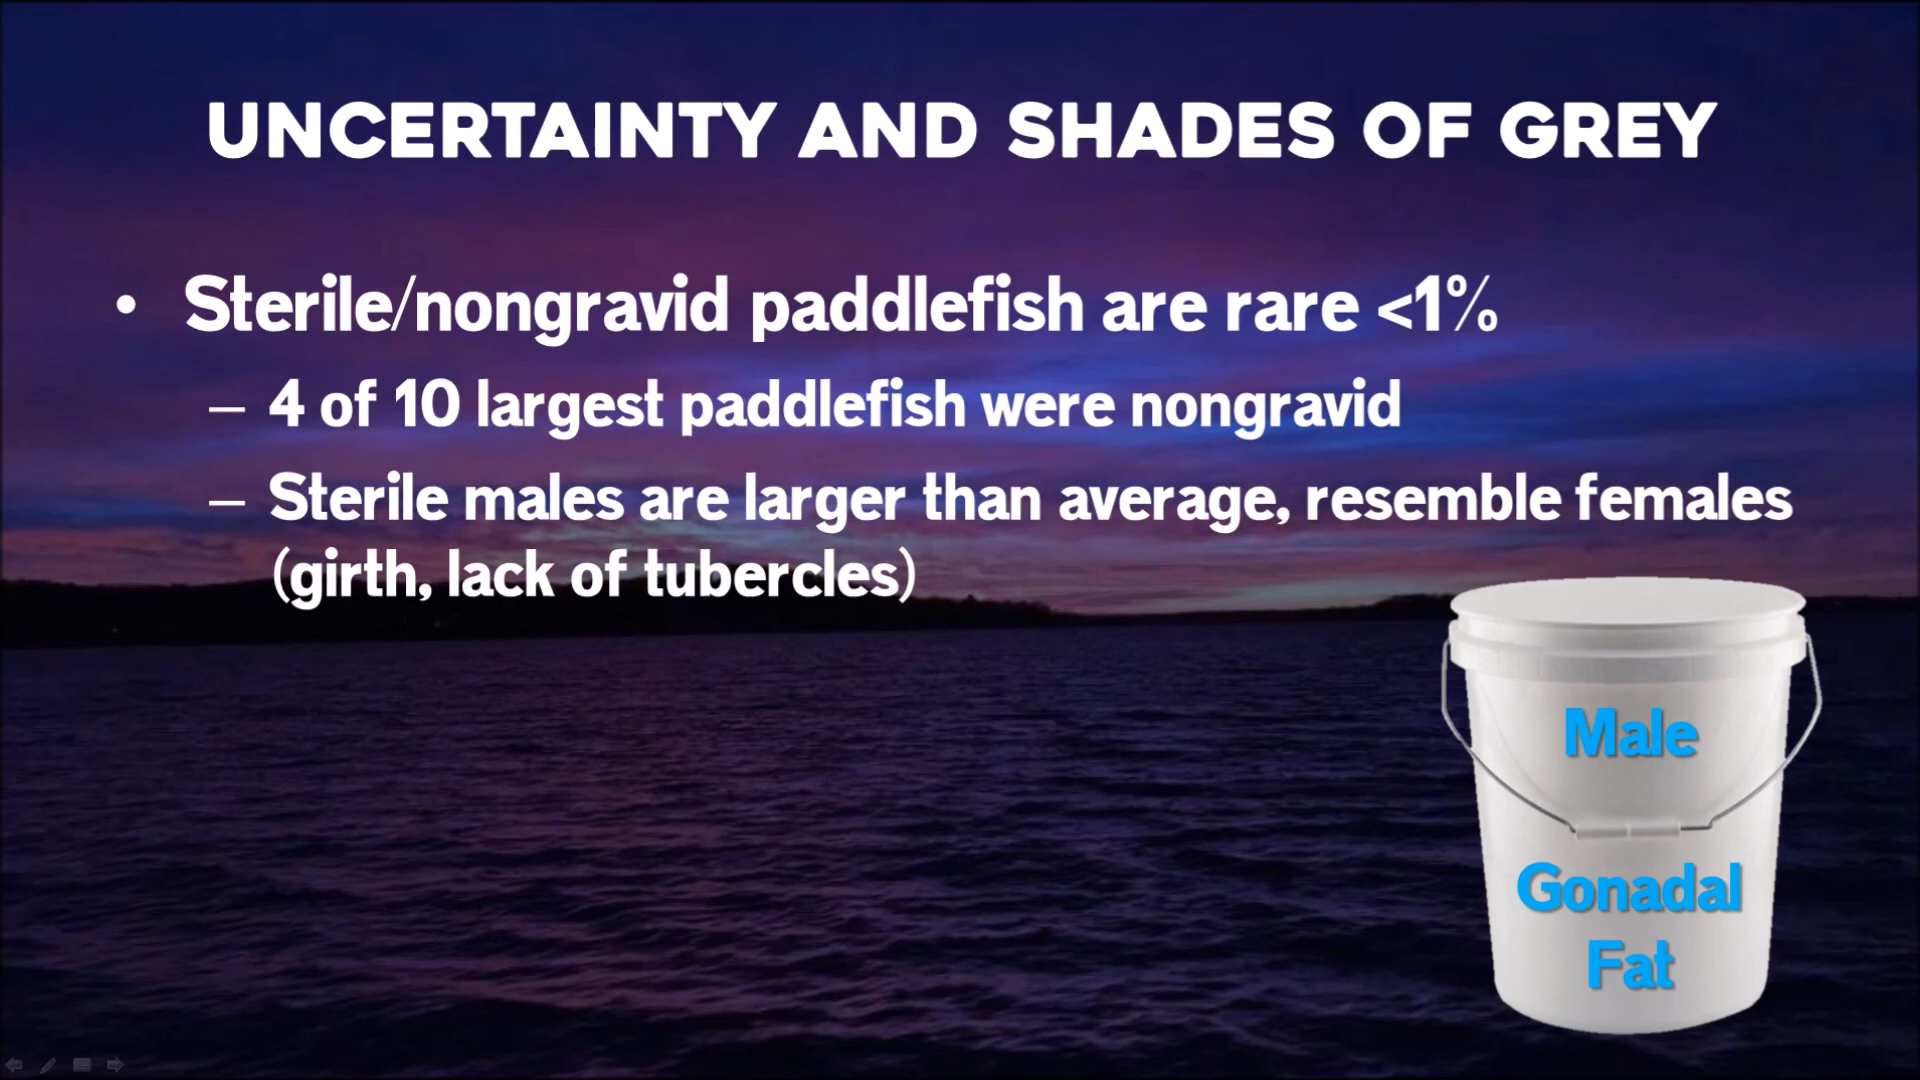 UNCERTAINTY AND SHADES OF GREY
• Sterile/nongravid paddlefish are rare <1%
– 4 of 10 largest paddlefish were nongravid
– Sterile males are larger than average, resemble females
(girth, lack of tubercles)
Male
Gonadal
Fat